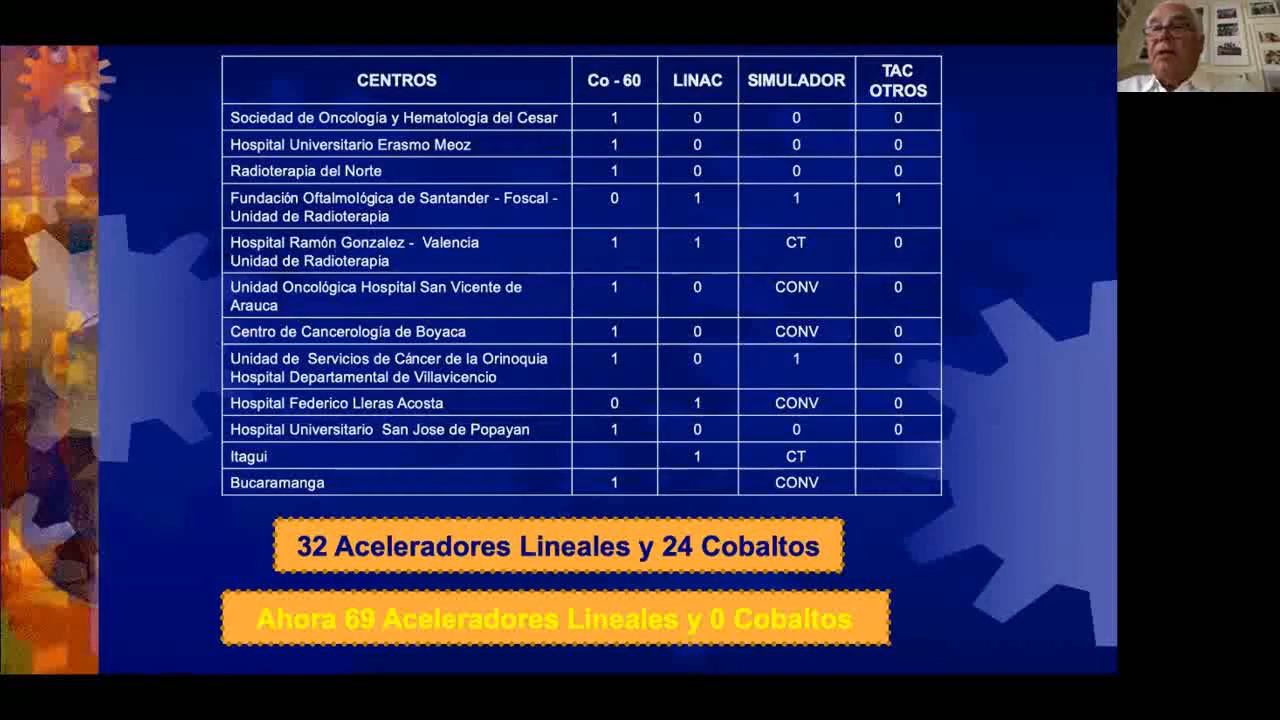 CENTROS Co - 60 LINAC SIMULADOR TAC OTROS
Sociedad de Oncología y Hematología del Cesar 1 0 0 0
Hospital Universitario Erasmo Meoz 1 0 0 0
Radioterapia del Norte 1 0 0 0
Fundación Oftalmológica de Santander - Foscal - 0 1 1 1
Unidad de Radioterapia
Hospital Ramón Gonzalez - Valencia 1 1 CT 0
Unidad de Radioterapia
Unidad Oncológica Hospital San Vicente de 1 0 CONV 0
Arauca
Centro de Cancerología de Boyaca 1 0 CONV 0
Unidad de Servicios de Cáncer de la Orinoquia 1 0 1 0
Hospital Departamental de Villavicencio
Hospital Federico Lleras Acosta 0 1 CONV 0
Hospital Universitario San Jose de Popayan 1 0 0 0
Itagui 1 CT
Bucaramanga 1 CONV
32 Aceleradores Lineales y 24 Cobaltos
Ahora 69 Aceleradores Lineales y 0 Cobaltos